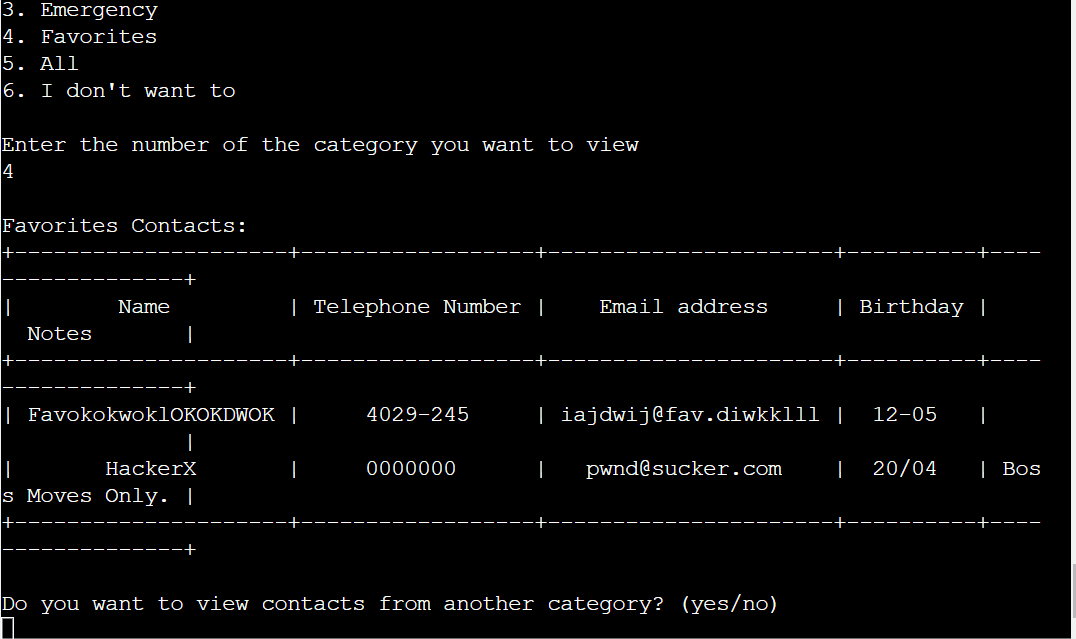 3. Emergency
4. Favorites
5. All
6. I don't want to
Enter the number of the category you want to view
4
Favorites Contacts:
+---------------------+------------------+----------------------+----------+----
--------------+
|        Name         | Telephone Number |    Email address     | Birthday |
  Notes       |
+---------------------+------------------+----------------------+----------+----
--------------+
| FavokokwoklOKOKDWOK |     4029-245     | iajdwij@fav.diwkklll |  12-05   |
              |
|       HackerX       |     0000000      |   pwnd@sucker.com    |  20/04   | Bos
s Moves Only. |
+---------------------+------------------+----------------------+----------+----
--------------+
Do you want to view contacts from another category? (yes/no)